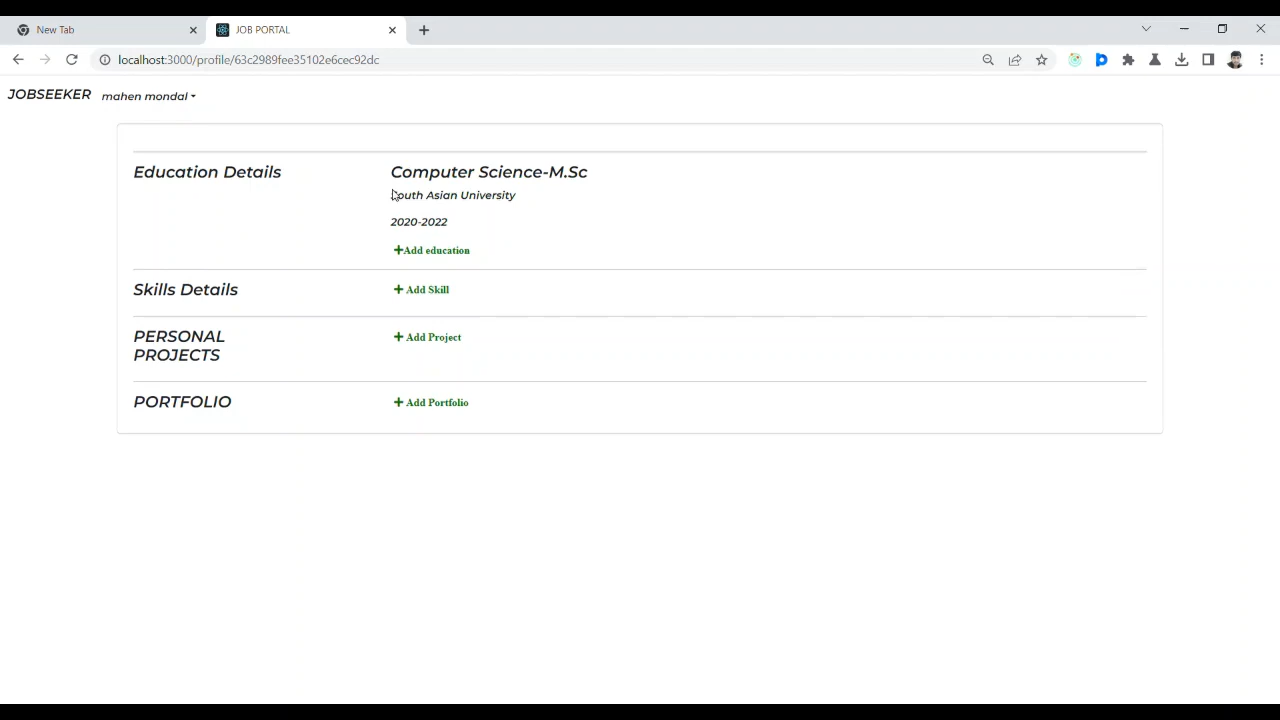 New Tab
JOB PORTAL
localhost:3000/profile/63c2989fee35102e6cec92dc
JOBSEEKER mahen mondal
Education Details
Computer Science-M.Sc
South Asian University
2020-2022
Add education
Skills Details
Add Skill
PERSONAL
PROJECTS
Add Project
PORTFOLIO
Add Portfolio